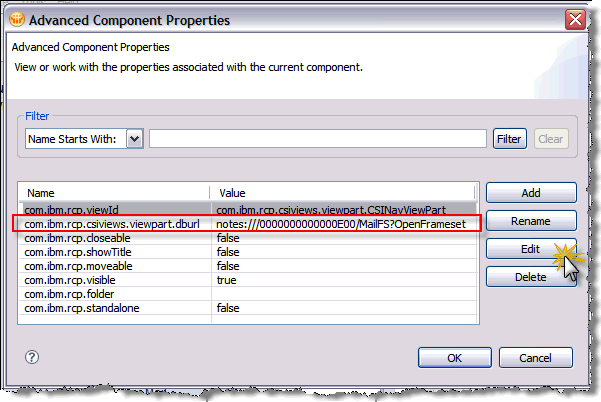 Advanced Component Properties
Advanced Component Properties
View or work with the properties associated with the current component.
Filter
Name Starts With: Filter Clear
Name Value
com.ibm.rcp.viewId com.ibm.rcp.csiviews.viewpart.CSINavViewPart
com.ibm.rcp.csiviews.viewpart.dburl notes:///0000000000000E00/MailFS?OpenFrameset
com.ibm.rcp.closeable false
com.ibm.rcp.showTitle false
com.ibm.rcp.moveable false
com.ibm.rcp.visible true
com.ibm.rcp.folder
com.ibm.rcp.standalone false
Add
Rename
Edit
Delete
?
OK Cancel